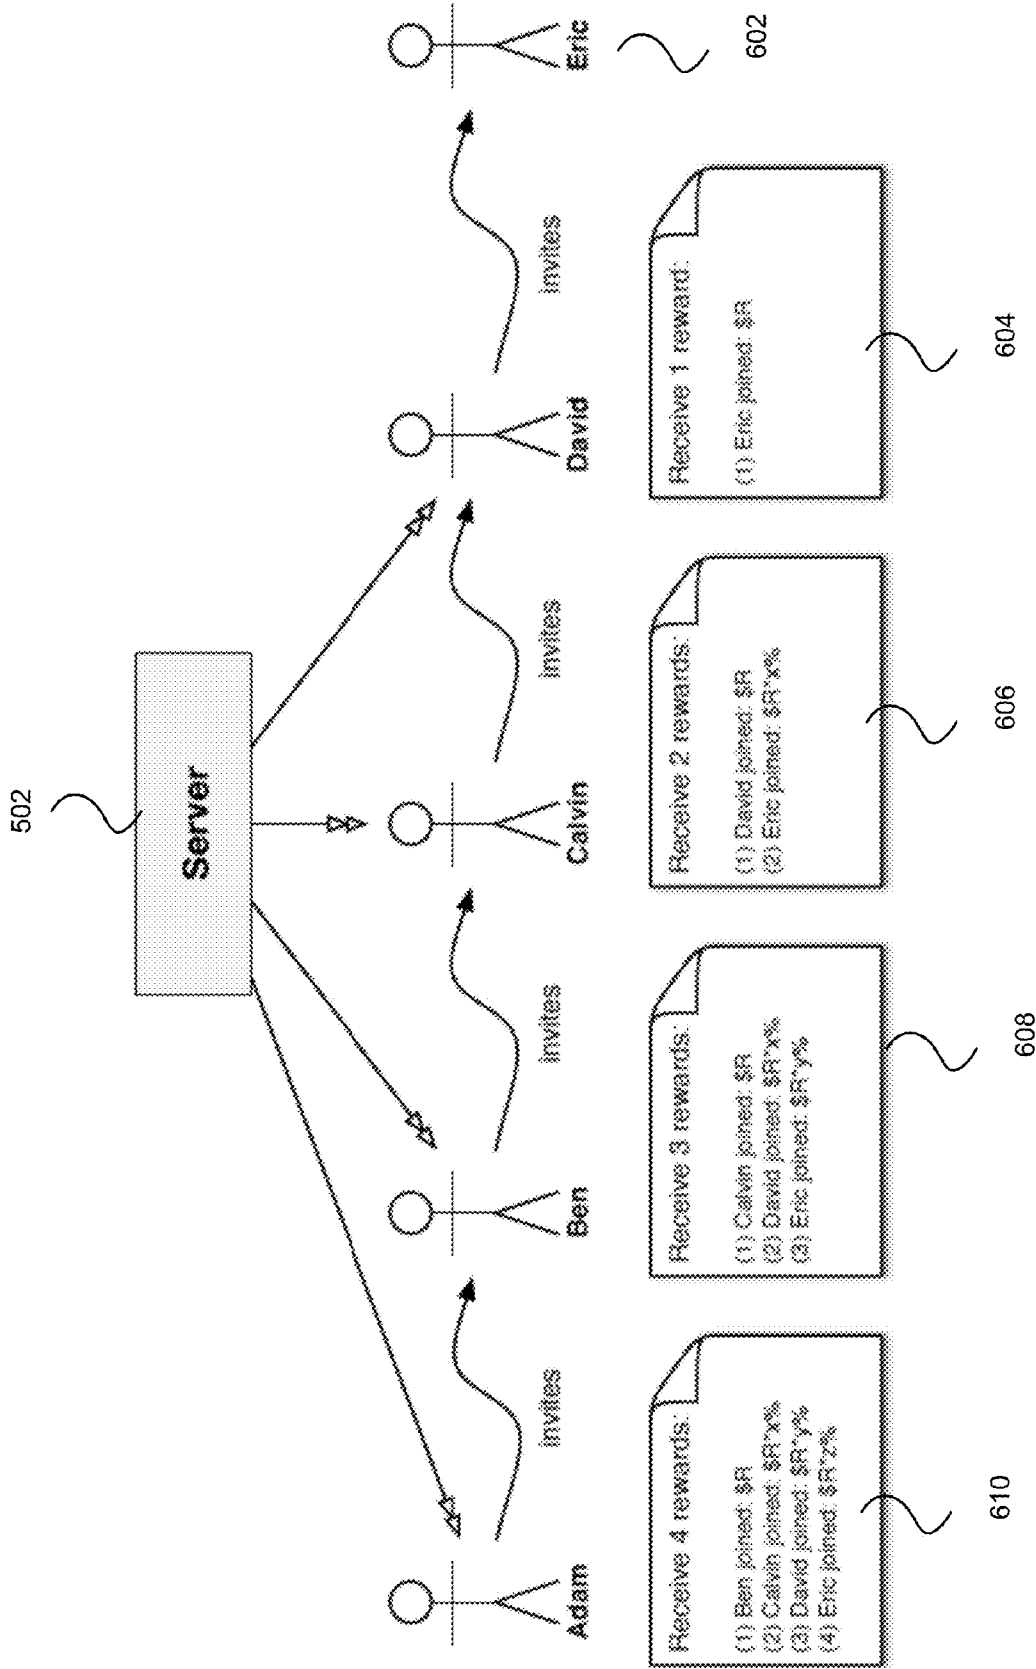 502
Server
invites
invites
invites
invites
Adam
Ben
Calvin
David
Eric
602
Receive 4 rewards:
(1) Ben joined: $R
(2) Calvin joined: $R*x%
(3) David joined: $R*y%
(4) Eric joined: $R*z%
610
Receive 3 rewards:
(1) Calvin joined: $R
(2) David joined: $R*x%
(3) Eric joined: $R*y%
608
Receive 2 rewards:
(1) David joined: $R
(2) Eric joined: $R*x%
606
Receive 1 reward:
(1) Eric joined: $R
604